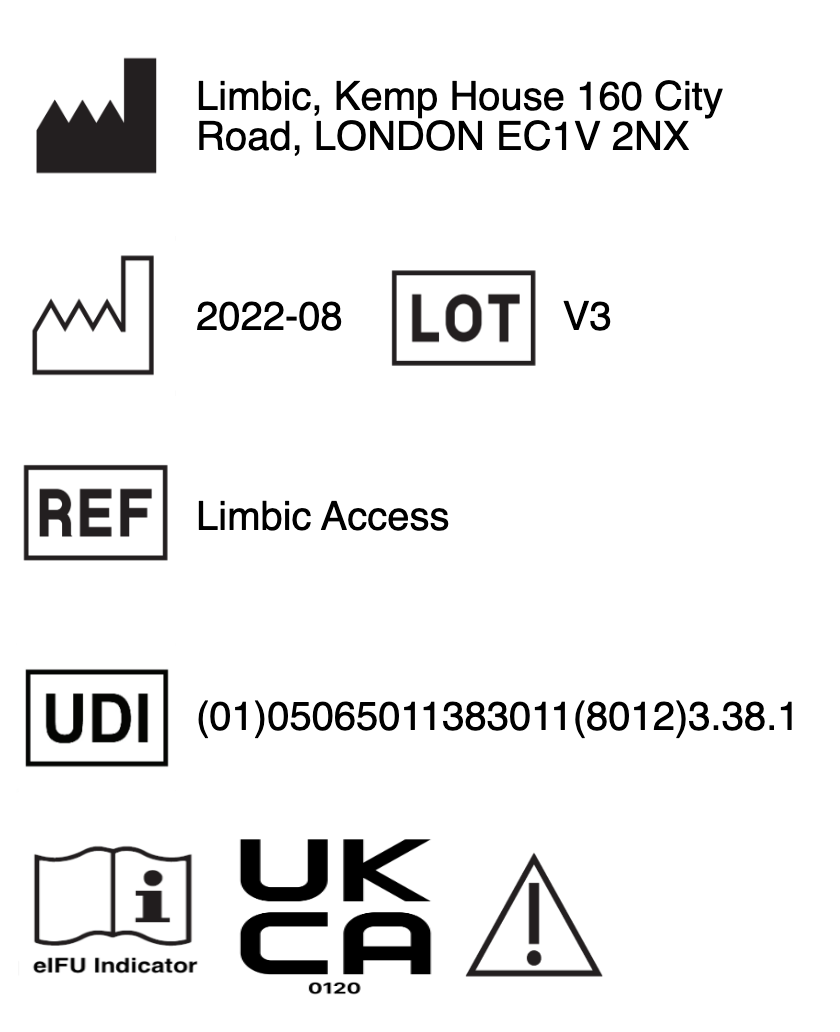 Limbic, Kemp House 160 City
Road, LONDON EC1V 2NX
2022-08 LOT V3
REF Limbic Access
UDI (01)05065011383011(8012)3.38.1
i
eIFU Indicator
UK
CA
0120
!